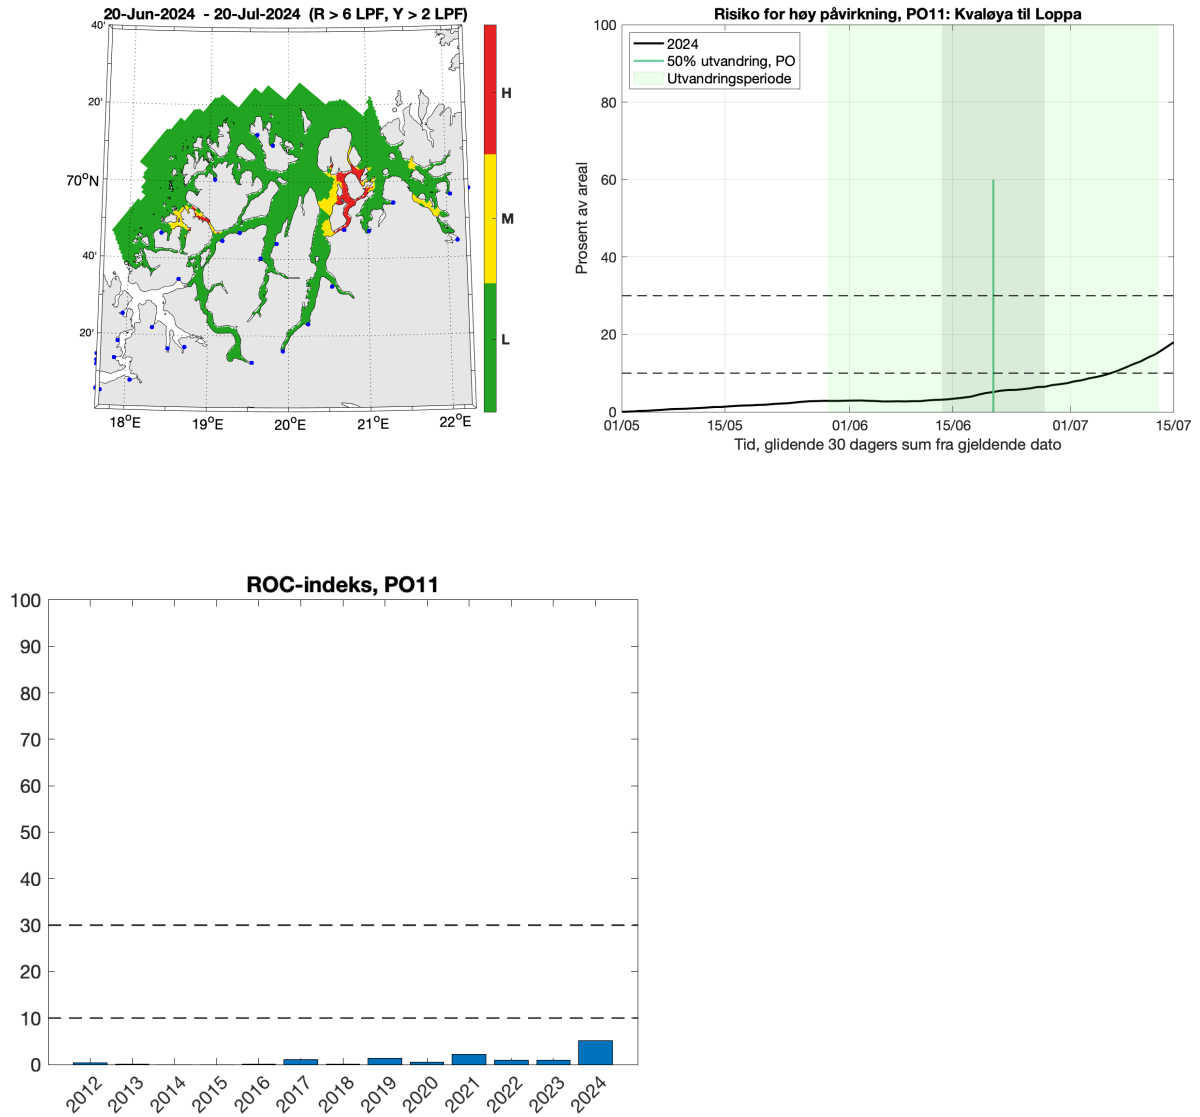 20-Jun-2024 - 20-Jul-2024 (R > 6 LPF, Y > 2 LPF)
40'
20'
70°N
40'
20'
18°E
19°E
20°E
21°E
22°E
H
M
L
Risiko for høy påvirkning, PO11: Kvaløya til Loppa
100
80
60
40
20
0
Prosent av areal
2024
50% utvandring, PO
Utvandringsperiode
01/05
15/05
01/06
15/06
01/07
15/07
Tid, glidende 30 dagers sum fra gjeldende dato
ROC-indeks, PO11
100
90
80
70
60
50
40
30
20
10
0
2012
2013
2014
2015
2016
2017
2018
2019
2020
2021
2022
2023
2024